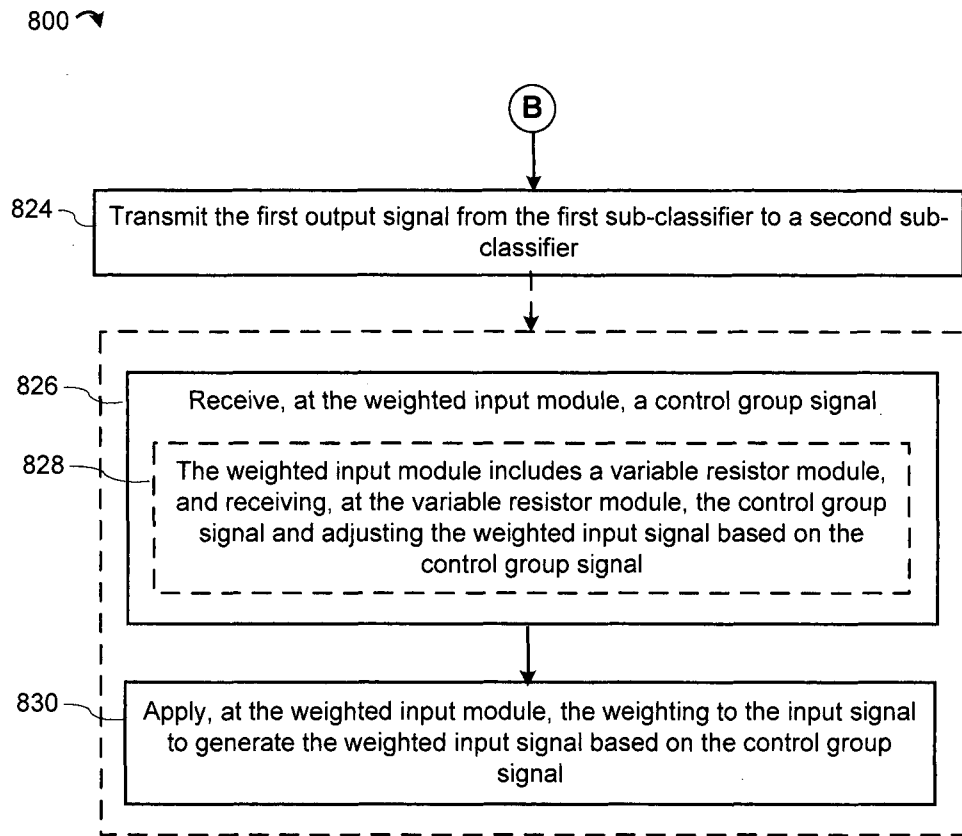 800
B
824
Transmit the first output signal from the first sub-classifier to a second sub-
classifier
826
Receive, at the weighted input module, a control group signal
828
The weighted input module includes a variable resistor module,
and receiving, at the variable resistor module, the control group
signal and adjusting the weighted input signal based on the
control group signal
830
Apply, at the weighted input module, the weighting to the input signal
to generate the weighted input signal based on the control group
signal